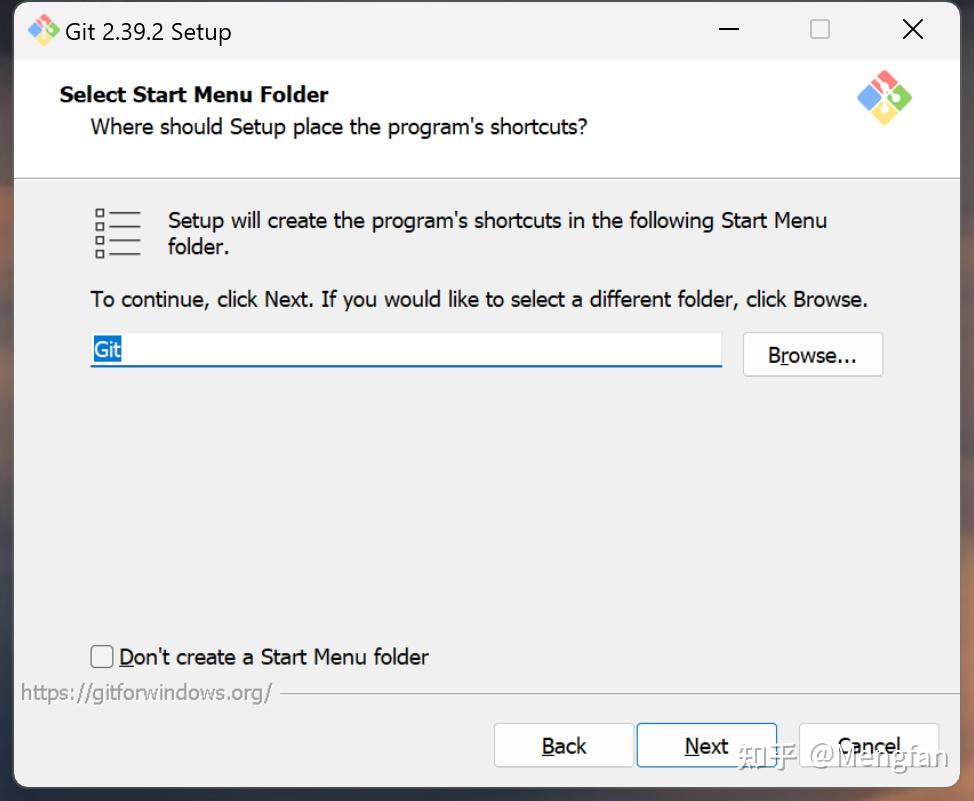 Git 2.39.2 Setup
Select Start Menu Folder
Where should Setup place the program's shortcuts?
Setup will create the program's shortcuts in the following Start Menu
folder.
To continue, click Next. If you would like to select a different folder, click Browse.
Git
Browse...
Don't create a Start Menu folder
https://gitforwindows.org/
Back
Next
Cancel
知乎 @Mengfan